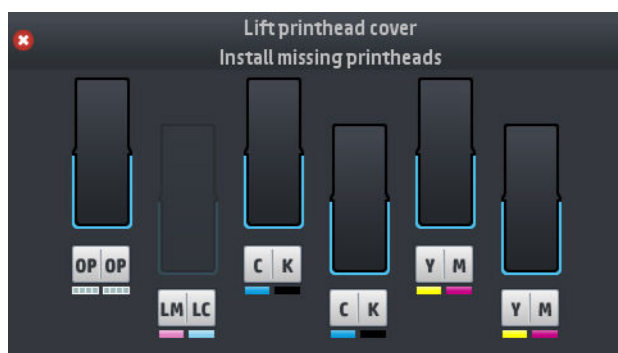 Lift printhead cover
Install missing printheads
OP OP
C K
Y M
LM LC
C K
Y M